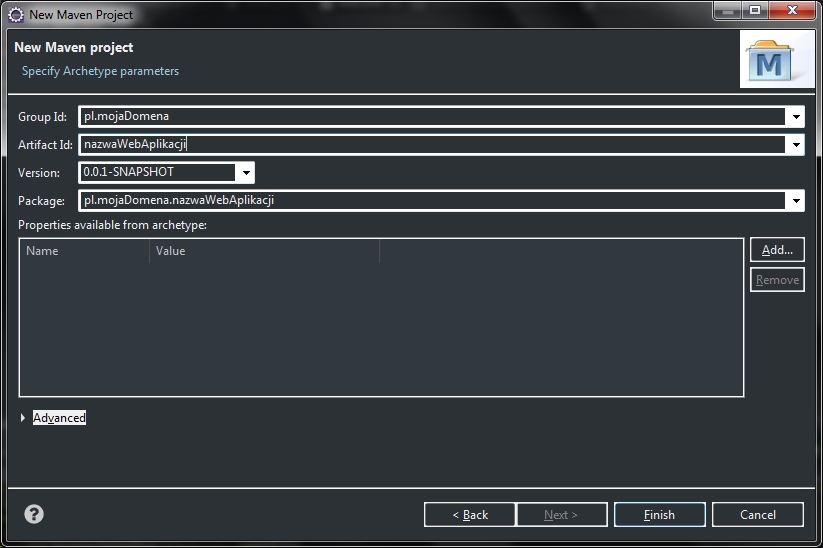 New Maven Project
New Maven project
Specify Archetype parameters
M
Group Id: pl.mojaDomena
Artifact Id: nazwaWebAplikacji
Version: 0.0.1-SNAPSHOT
Package: pl.mojaDomena.nazwaWebAplikacji
Properties available from archetype:
Name Value
Add...
Remove
Advanced
? < Back Next > Finish Cancel